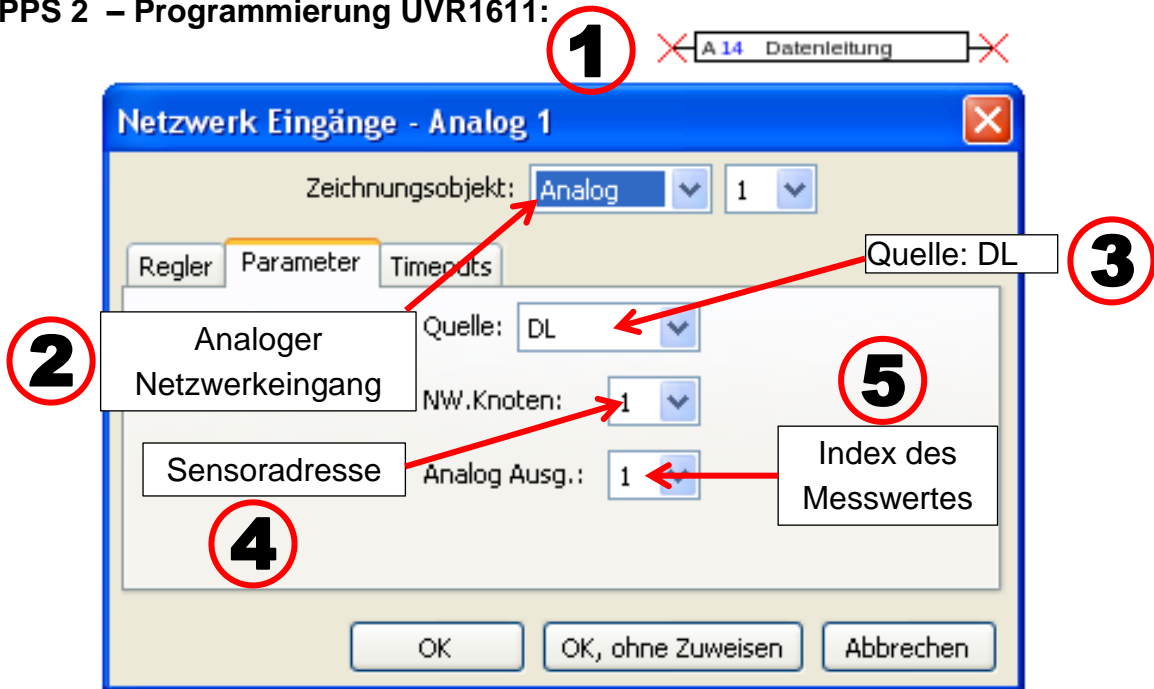 PPS 2 – Programmierung UVR1611:
1
A 14 Datenleitung
Netzwerk Eingänge - Analog 1
Zeichnungsobjekt: Analog 1
Regler Parameter Timeouts
Quelle: DL
3
2
Analoger
Netzwerkeingang
Quelle: DL
NW.Knoten: 1
5
Index des
Messwertes
Sensoradresse
Analog Ausg.: 1
4
OK OK, ohne Zuweisen Abbrechen